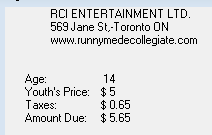 RCI ENTERTAINMENT LTD.
569 Jane St,-Toronto ON
www.runnymedecollegiate.com
Age: 14
Youth's Price: $ 5
Taxes: $ 0.65
Amount Due: $ 5.65